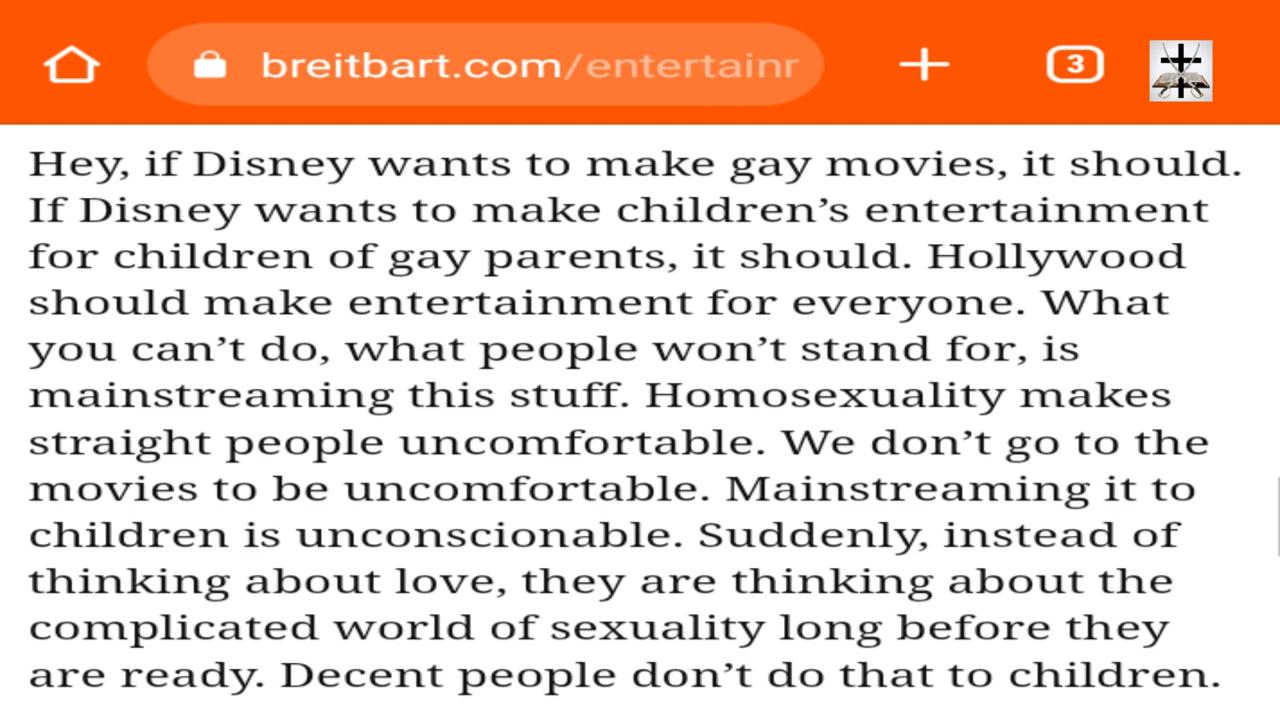 breitbart.com/entertainr
3
Hey, if Disney wants to make gay movies, it should.
If Disney wants to make children’s entertainment
for children of gay parents, it should. Hollywood
should make entertainment for everyone. What
you can’t do, what people won’t stand for, is
mainstreaming this stuff. Homosexuality makes
straight people uncomfortable. We don’t go to the
movies to be uncomfortable. Mainstreaming it to
children is unconscionable. Suddenly, instead of
thinking about love, they are thinking about the
complicated world of sexuality long before they
are ready. Decent people don’t do that to children.